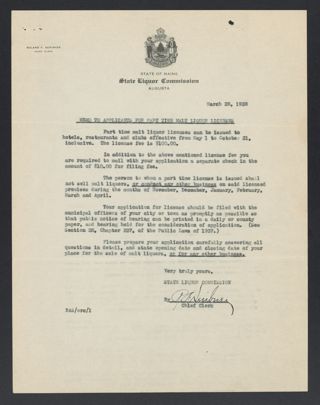 STATE OF MAINE
State Liquor Commission
AUGUSTA
March 28, 1938
MEMO TO APPLICANTS FOR PART TIME MALT LIQUOR LICENSES
Part time malt liquor licenses can be issued to
hotels, restaurants and clubs effective from May 1 to October 31,
inclusive. The license fee is $100.00.
In addition to the above mentioned license fee you
are required to mail with your application a separate check in the
amount of $10.00 for filing fee.
The person to whom a part time license is issued shall
not sell malt liquors, or conduct any other business on said licensed
premises during the months of November, December, January, February,
March and April.
Your application for license should be filed with the
municipal officers of your city or town as promptly as possible so
that public notice of hearing can be printed in a daily or county
paper, and hearing held for the consideration of application. (See
Section 28, Chapter 237, of the Public Laws of 1937.)
Please prepare your application carefully answering all
questions in detail, and state opening date and closing date of your
place for the sale of malt liquors, or for any other business.
Very truly yours,
STATE LIQUOR COMMISSION
By
Chief Clerk